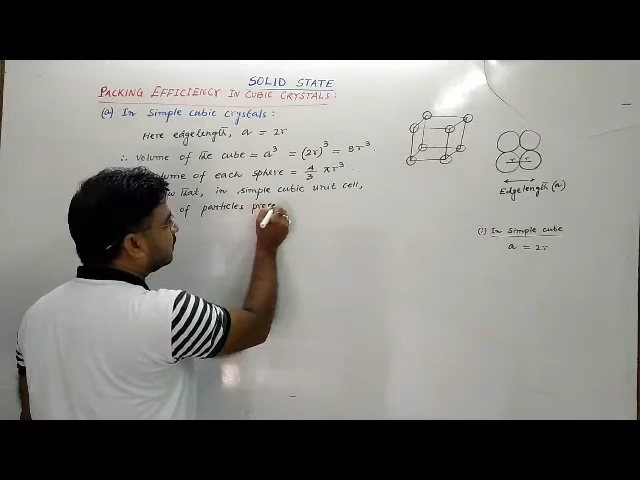 SOLID STATE
PACKING EFFICIENCY IN CUBIC CRYSTALS:
(a) In simple cubic crystals:
Here edgelength, a = 2r
∴ volume of the cube = a³ = (2r)³ = 8r³.
volume of each sphere = 4/3 πr³.
that, in simple cubic unit cell,
of particles prese
r r
Edgelength (a)
(i) In simple cube
a = 2r